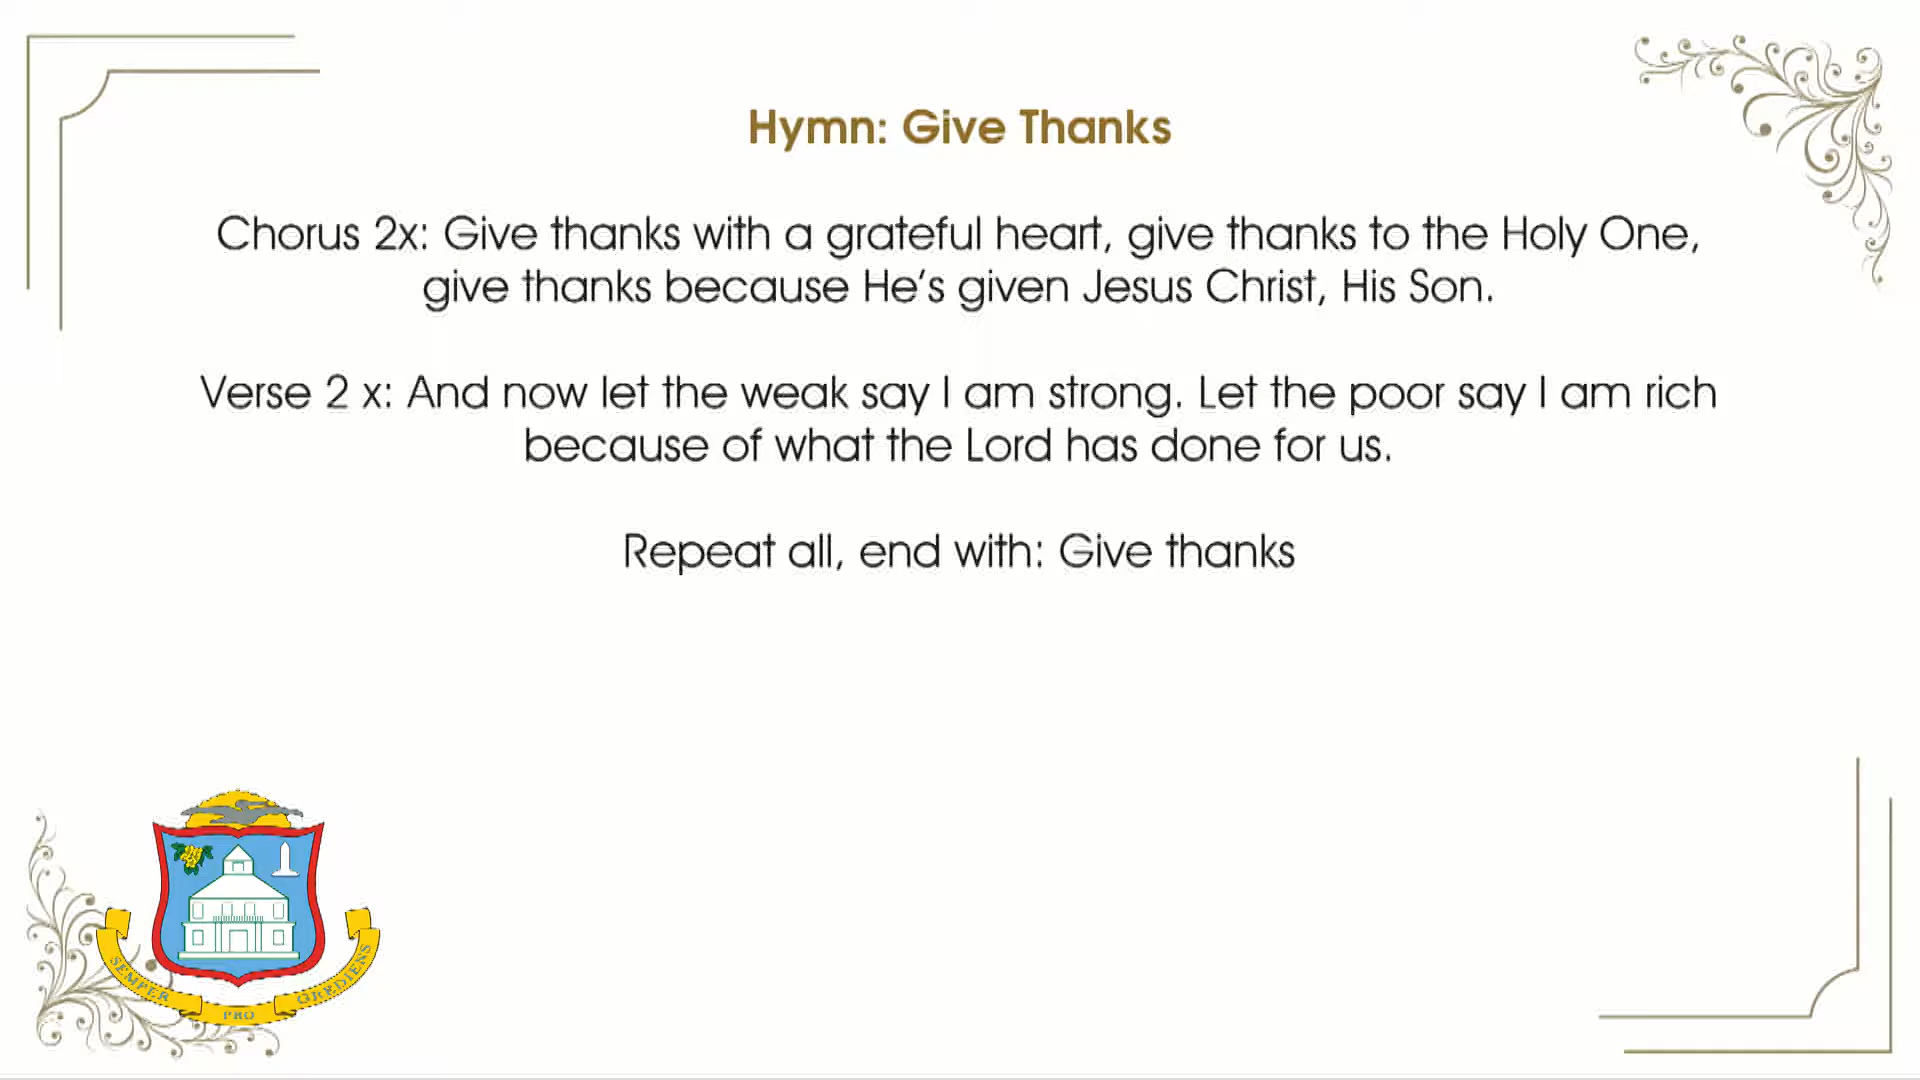 Hymn: Give Thanks
Chorus 2x: Give thanks with a grateful heart, give thanks to the Holy One,
give thanks because He's given Jesus Christ, His Son.
Verse 2 x: And now let the weak say I am strong. Let the poor say I am rich
because of what the Lord has done for us.
Repeat all, end with: Give thanks
SEMPER PRO GREDIENS